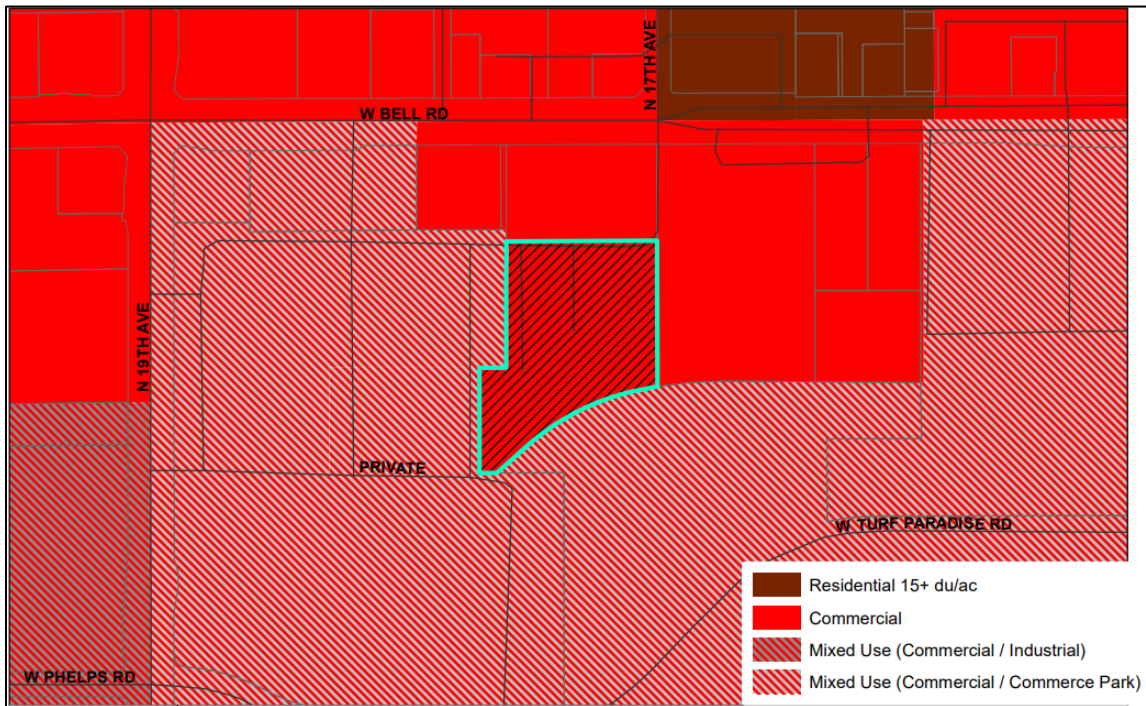 N 17TH AVE
W BELL RD
N 19TH AVE
PRIVATE
W TURF PARADISE RD
Residential 15+ du/ac
Commercial
Mixed Use (Commercial / Industrial)
Mixed Use (Commercial / Commerce Park)
W PHELPS RD